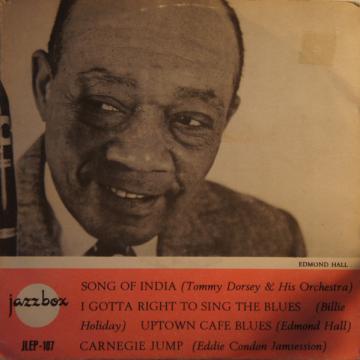 EDMOND HALL
SONG OF INDIA (Tommy Dorsey & His Orchestra)
I GOTTA RIGHT TO SING THE BLUES (Billie
Holiday) UPTOWN CAFE BLUES (Edmond Hall)
CARNEGIE JUMP (Eddie Condon Jamsession)
jazzbox
JLEP-107